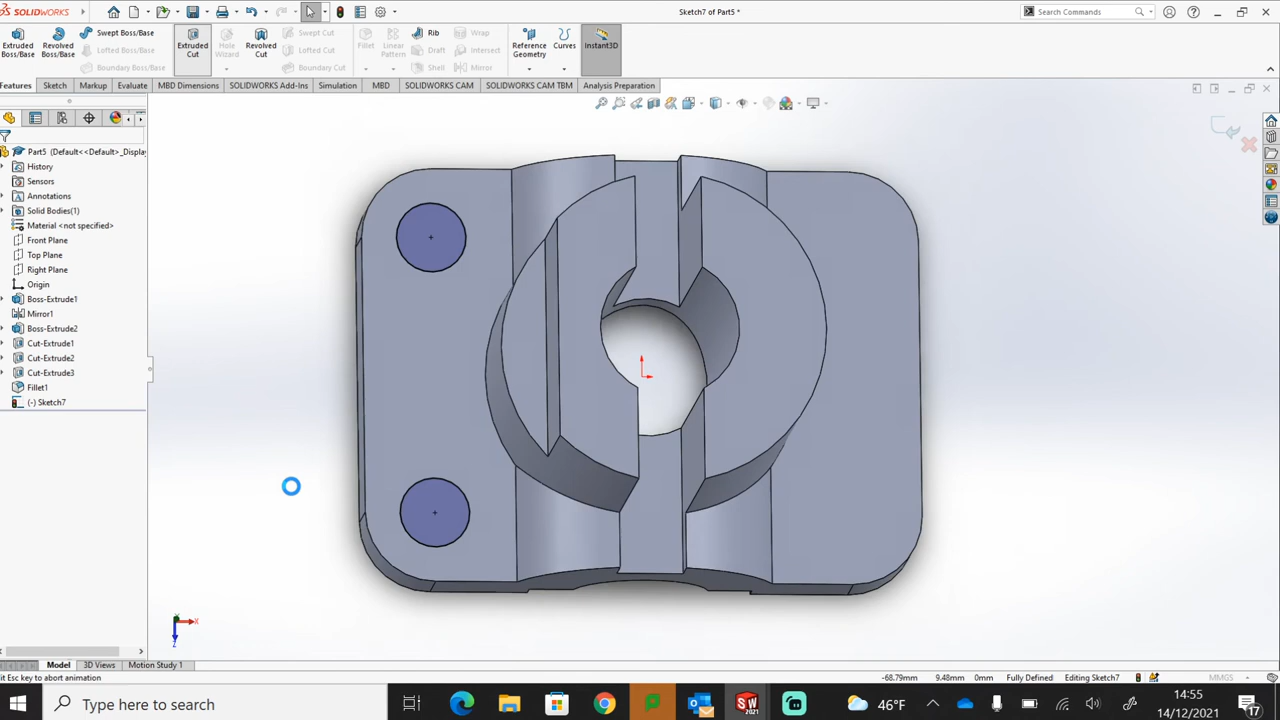 SOLIDWORKS
Sketch7 of Part5 *
Search Commands
Extruded Boss/Base
Revolved Boss/Base
Swept Boss/Base
Lofted Boss/Base
Boundary Boss/Base
Extruded Cut
Hole Wizard
Revolved Cut
Swept Cut
Lofted Cut
Boundary Cut
Fillet
Linear Pattern
Rib
Draft
Shell
Wrap
Intersect
Mirror
Reference Geometry
Curves
Instant3D
Features
Sketch
Markup
Evaluate
MBD Dimensions
SOLIDWORKS Add-Ins
Simulation
MBD
SOLIDWORKS CAM
SOLIDWORKS CAM TBM
Analysis Preparation
Part5 (Default<<Default>_Display
History
Sensors
Annotations
Solid Bodies(1)
Material <not specified>
Front Plane
Top Plane
Right Plane
Origin
Boss-Extrude1
Mirror1
Boss-Extrude2
Cut-Extrude1
Cut-Extrude2
Cut-Extrude3
Fillet1
(-) Sketch7
X
Z
Model
3D Views
Motion Study 1
it Esc key to abort animation
-68.79mm
9.48mm
0mm
Fully Defined
Editing Sketch7
MMGS
Type here to search
46°F
14:55
14/12/2021
17